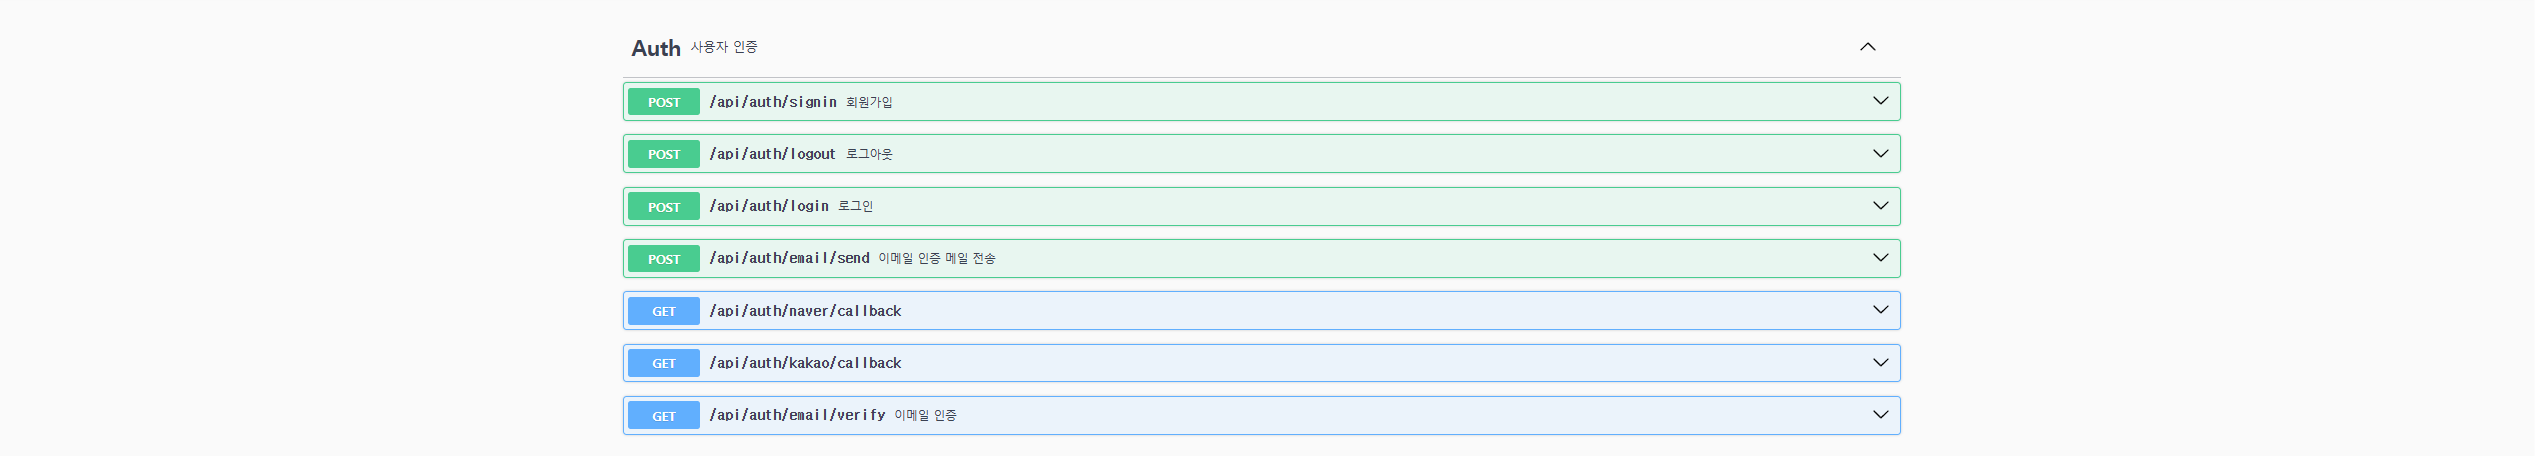 Auth 사용자 인증
POST /api/auth/signin 회원가입
POST /api/auth/logout 로그아웃
POST /api/auth/login 로그인
POST /api/auth/email/send 이메일 인증 메일 전송
GET /api/auth/naver/callback
GET /api/auth/kakao/callback
GET /api/auth/email/verify 이메일 인증